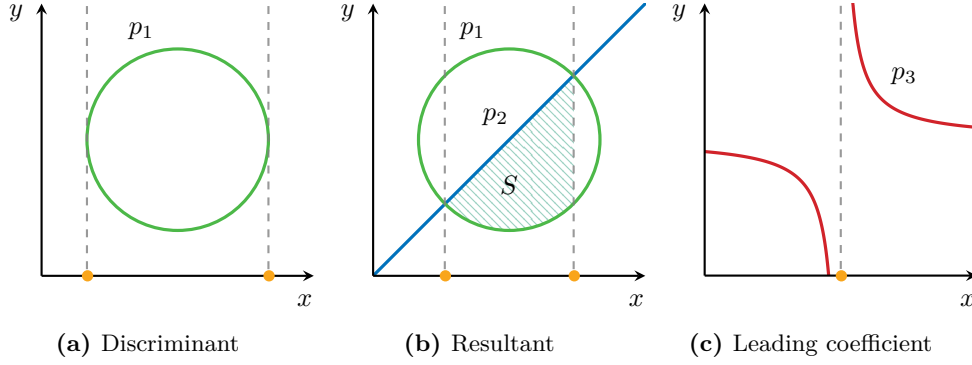 y p₁ x
y p₁ p₂ S x
p₃ x
(a) Discriminant
(b) Resultant
(c) Leading coefficient